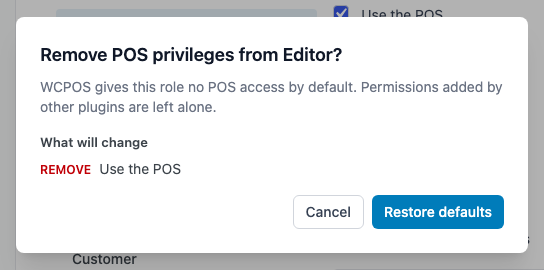 Use the POS
Remove POS privileges from Editor?
WCPOS gives this role no POS access by default. Permissions added by
other plugins are left alone.
What will change
REMOVE Use the POS
Cancel
Restore defaults
Customer